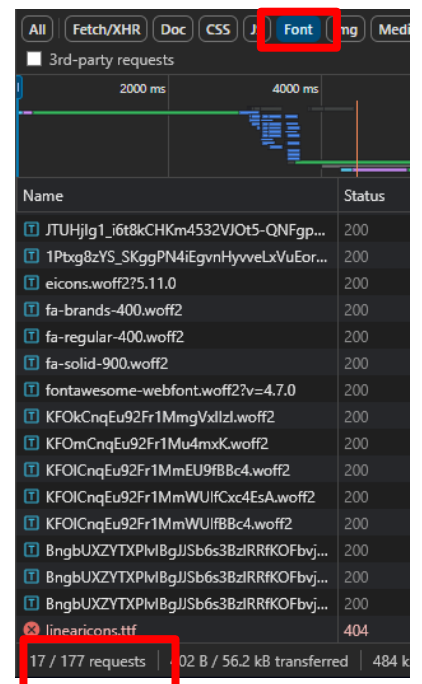 All Fetch/XHR Doc CSS JS Font Img Medi
3rd-party requests
2000 ms 4000 ms
Name Status
JTUHjIg1_i6t8kCHKm4532VJOt5-QNFgp... 200
1Ptxg8zYS_SKggPN4iEgvnHyvveLxVuEor... 200
eicons.woff2?5.11.0 200
fa-brands-400.woff2 200
fa-regular-400.woff2 200
fa-solid-900.woff2 200
fontawesome-webfont.woff2?v=4.7.0 200
KFOkCnqEu92Fr1MmgVxIIzI.woff2 200
KFOmCnqEu92Fr1Mu4mxK.woff2 200
KFOlCnqEu92Fr1MmEU9fBBc4.woff2 200
KFOlCnqEu92Fr1MmWUlfCxc4EsA.woff2 200
KFOlCnqEu92Fr1MmWUlfBBc4.woff2 200
BngbUXZYTXPIvIBgJJSb6s3BzlRRfKOFbvj... 200
BngbUXZYTXPIvIBgJJSb6s3BzlRRfKOFbvj... 200
BngbUXZYTXPIvIBgJJSb6s3BzlRRfKOFbvj... 200
linearicons.ttf 404
17 / 177 requests 402 B / 56.2 kB transferred 484 k